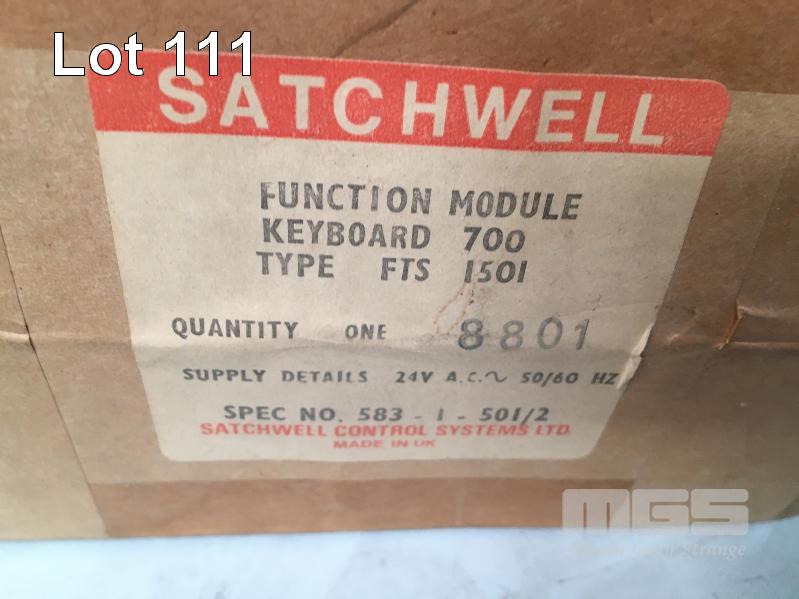 Lot 111
SATCHWELL
FUNCTION MODULE
KEYBOARD 700
TYPE FTS 1501
QUANTITY ONE 8801
SUPPLY DETAILS 24V A.C.~ 50/60 HZ
SPEC NO. 583 - 1 - 501/2
SATCHWELL CONTROL SYSTEMS LTD.
MADE IN UK
MGS
Strange